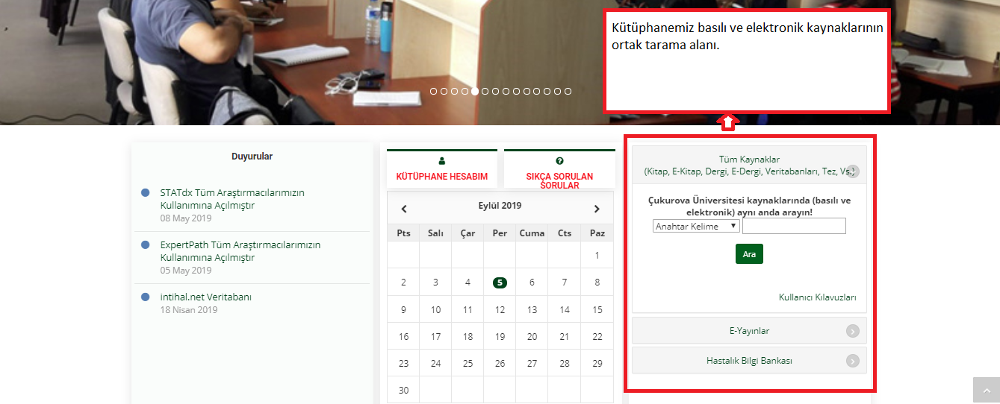 Kütüphanemiz basılı ve elektronik kaynaklarının
ortak tarama alanı.
Duyurular
STATdx Tüm Araştırmacılarımızın
Kullanımına Açılmıştır
08 May 2019
ExpertPath Tüm Araştırmacılarımızın
Kullanımına Açılmıştır
05 May 2019
intihal.net Veritabanı
18 Nisan 2019
KÜTÜPHANE HESABIM
SIKÇA SORULAN
SORULAR
Eylül 2019
Pts Salı Çar Per Cuma Cts Paz
1
2 3 4 5 6 7 8
9 10 11 12 13 14 15
16 17 18 19 20 21 22
23 24 25 26 27 28 29
30
Tüm Kaynaklar
(Kitap, E-Kitap, Dergi, E-Dergi, Veritabanları, Tez, Vs.)
Çukurova Üniversitesi kaynaklarında (basılı ve
elektronik) aynı anda arayın!
Anahtar Kelime
Ara
Kullanıcı Kılavuzları
E-Yayınlar
Hastalık Bilgi Bankası